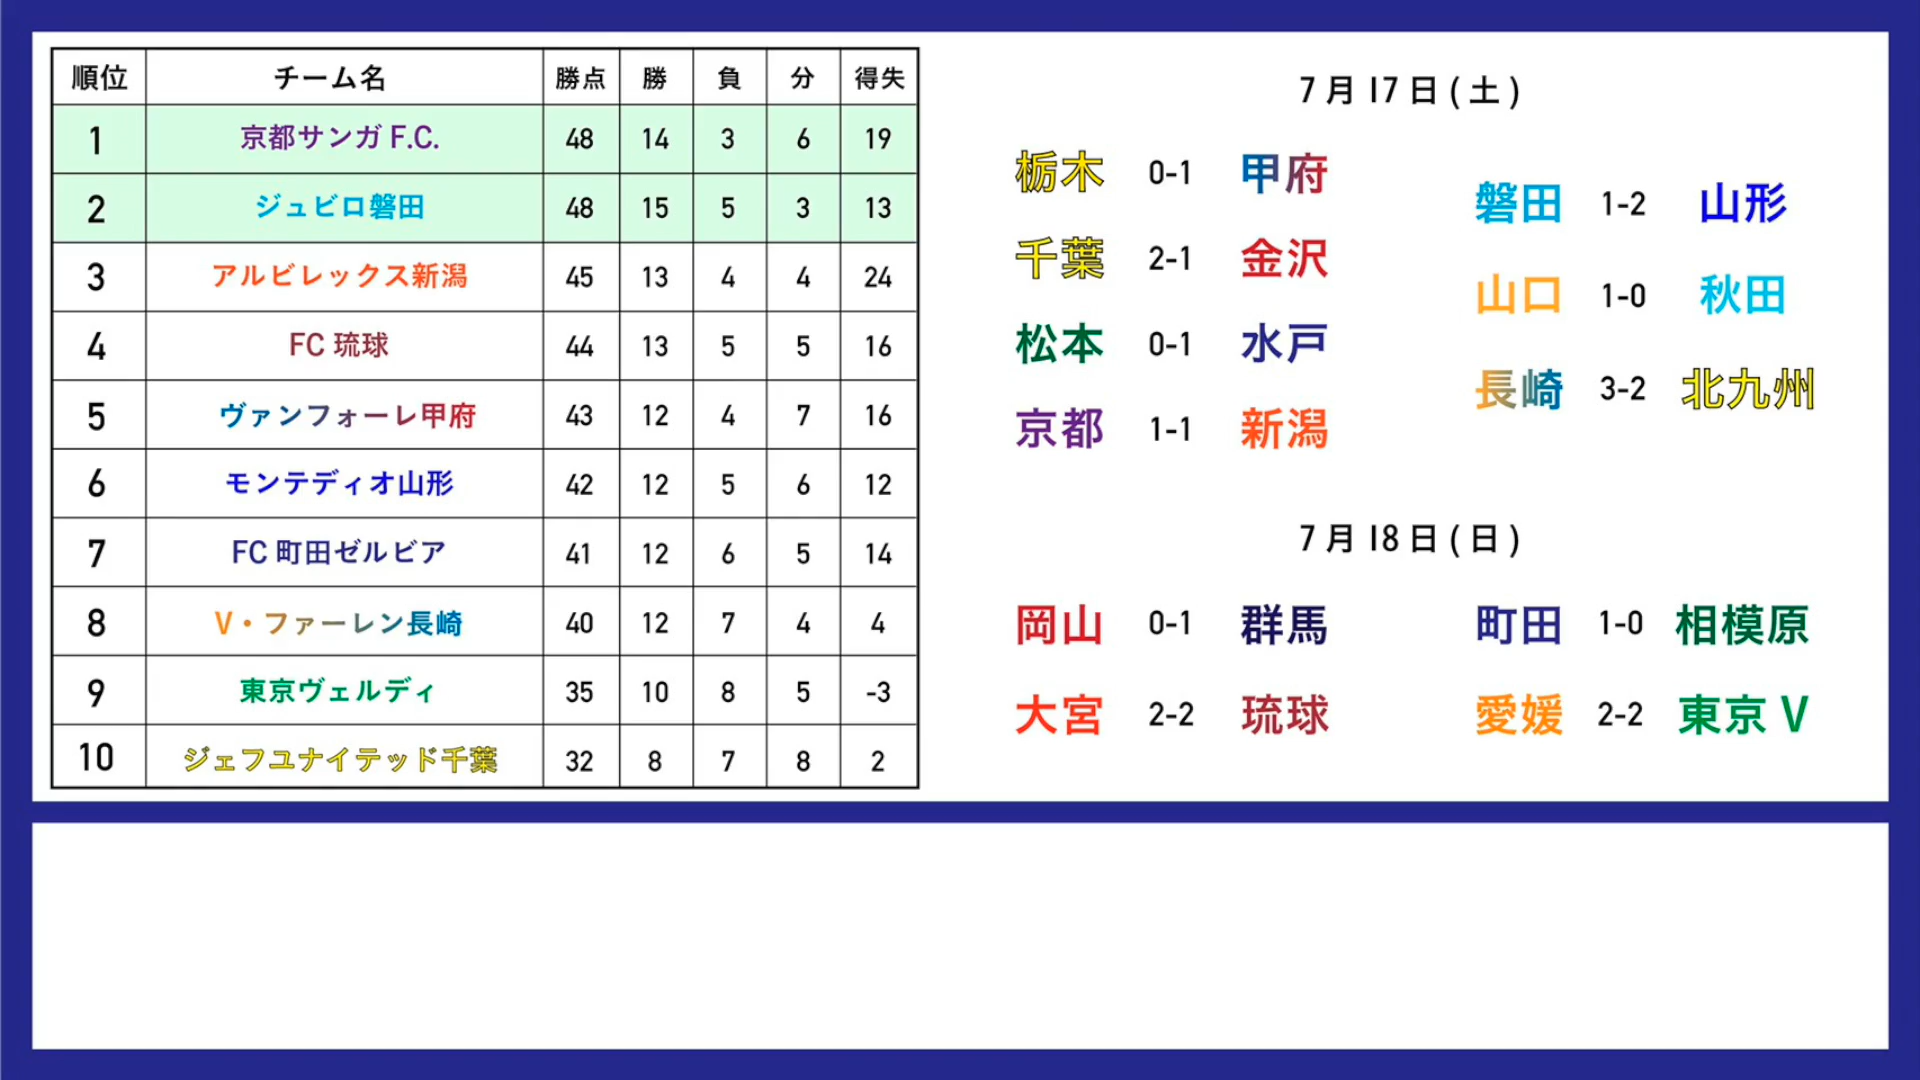 順位 チーム名 勝点 勝 負 分 得失
1 京都サンガ F.C. 48 14 3 6 19
2 ジュビロ磐田 48 15 5 3 13
3 アルビレックス新潟 45 13 4 4 24
4 FC 琉球 44 13 5 5 16
5 ヴァンフォーレ甲府 43 12 4 7 16
6 モンテディオ山形 42 12 5 6 12
7 FC 町田ゼルビア 41 12 6 5 14
8 V・ファーレン長崎 40 12 7 4 4
9 東京ヴェルディ 35 10 8 5 -3
10 ジェフユナイテッド千葉 32 8 7 8 2
7月17日(土)
栃木 0-1 甲府
千葉 2-1 金沢
松本 0-1 水戸
京都 1-1 新潟
磐田 1-2 山形
山口 1-0 秋田
長崎 3-2 北九州
7月18日(日)
岡山 0-1 群馬
大宮 2-2 琉球
町田 1-0 相模原
愛媛 2-2 東京V